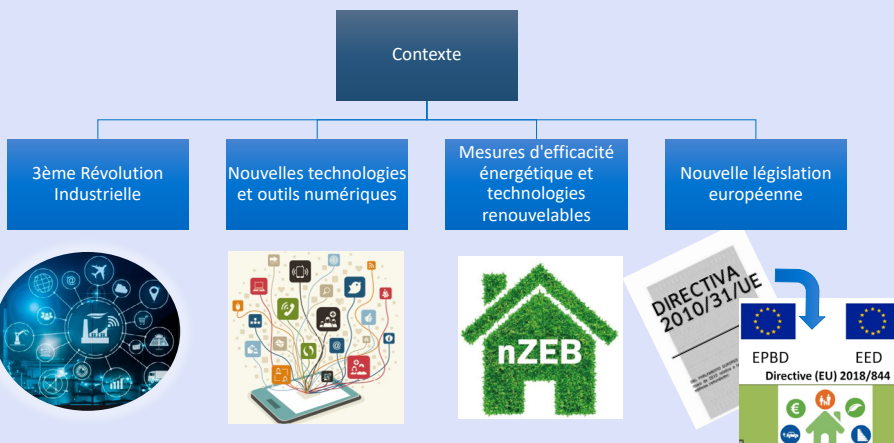 Contexte
3ème Révolution
Industrielle
Nouvelles technologies
et outils numériques
Mesures d'efficacité
énergétique et
technologies
renouvelables
Nouvelle législation
européenne
nZEB
DIRECTIVA
2010/31/UE
EPBD EED
Directive (EU) 2018/844